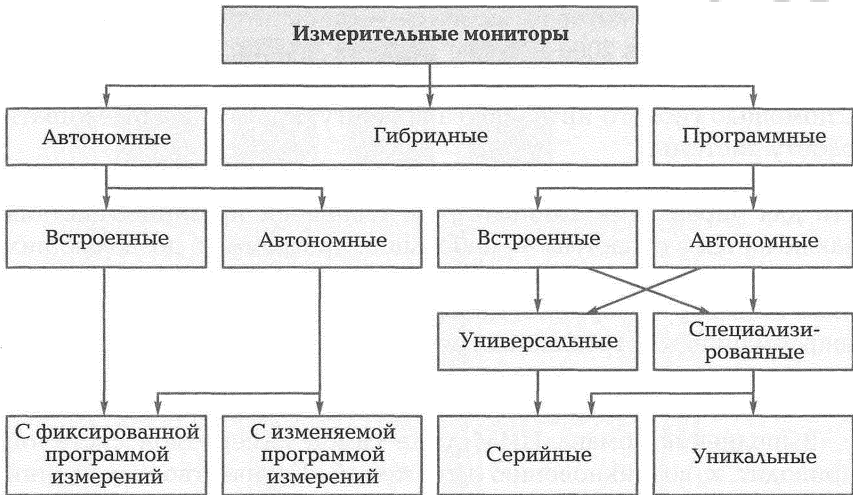 Измерительные мониторы
Автономные
Гибридные
Программные
Встроенные
Автономные
Встроенные
Автономные
Универсальные
Специализи-
рованные
С фиксированной
программой
измерений
С изменяемой
программой
измерений
Серийные
Уникальные